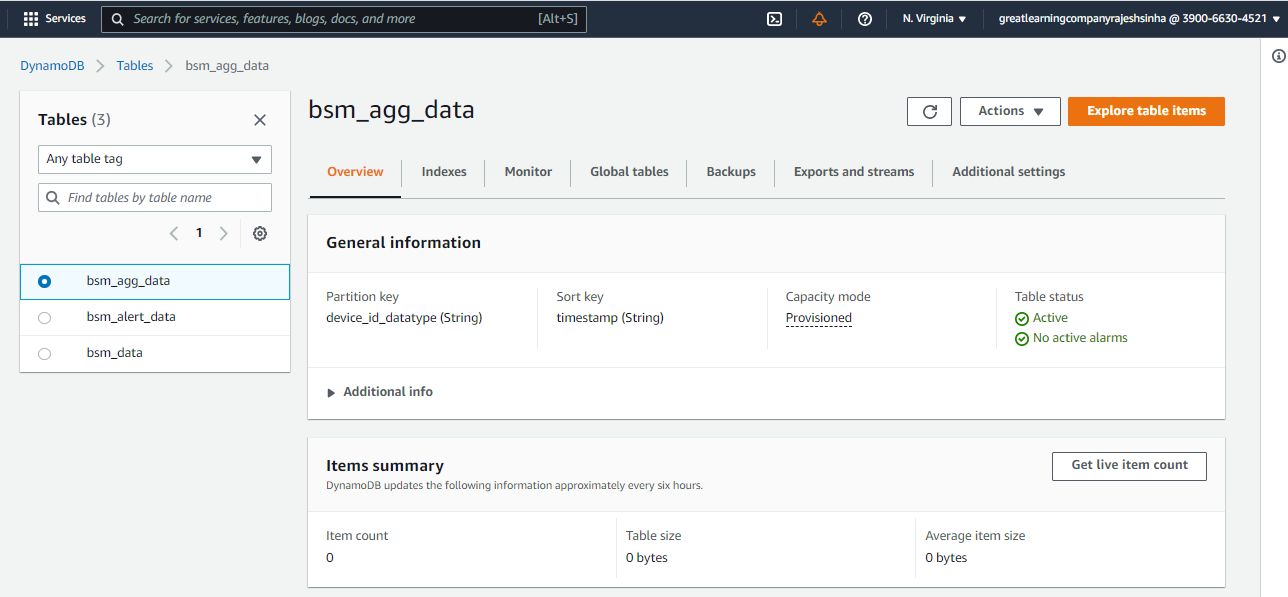 Services
Search for services, features, blogs, docs, and more [Alt+S]
N. Virginia
greatlearningcompanyrajeshsinha @ 3900-6630-4521
DynamoDB Tables bsm_agg_data
Tables (3)
Any table tag
Find tables by table name
1
bsm_agg_data
bsm_alert_data
bsm_data
bsm_agg_data
Actions
Explore table items
Overview Indexes Monitor Global tables Backups Exports and streams Additional settings
General information
Partition key
device_id_datatype (String)
Sort key
timestamp (String)
Capacity mode
Provisioned
Table status
Active
No active alarms
Additional info
Items summary
DynamoDB updates the following information approximately every six hours.
Get live item count
Item count
0
Table size
0 bytes
Average item size
0 bytes